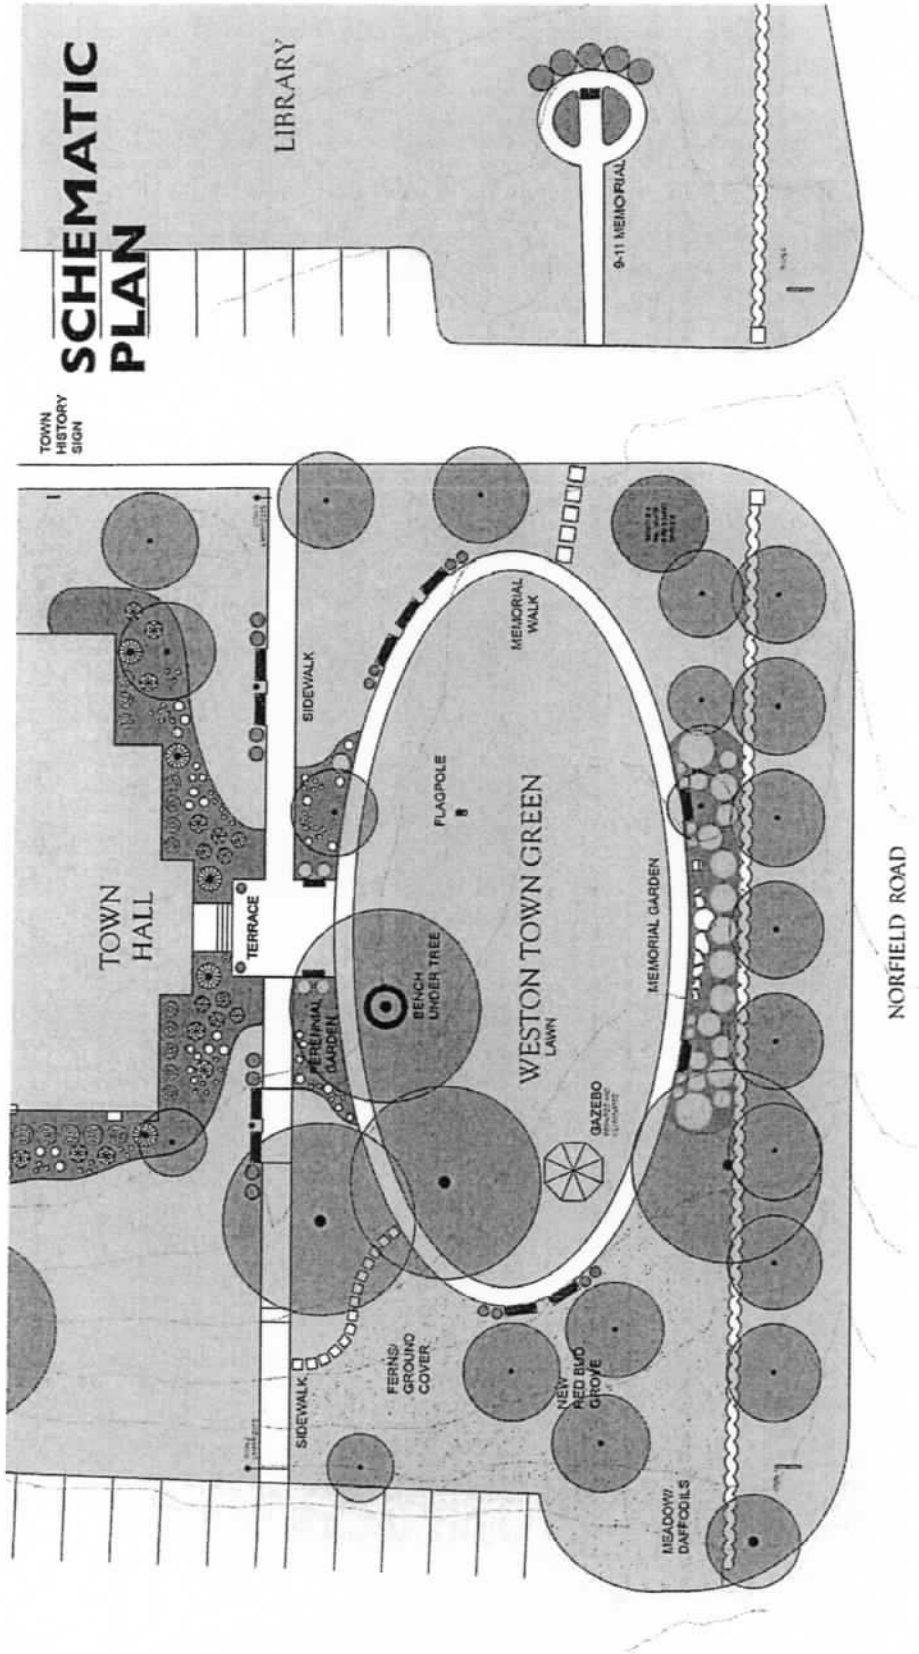 SCHEMATIC
PLAN
LIBRARY
9-11 MEMORIAL
TOWN
HISTORY
SIGN
SIDEWALK
MEMORIAL
WALK
FLAGPOLE
TOWN
HALL
TERRACE
WESTON TOWN GREEN
LAWN
MEMORIAL GARDEN
BENCH
UNDER TREE
PERENNIAL
GARDEN
GAZEBO
NORFIELD ROAD
SIDEWALK
FERNS/
GROUND
COVER
NEW
RED BUD
GROVE
MEADOW/
DAFFODILS